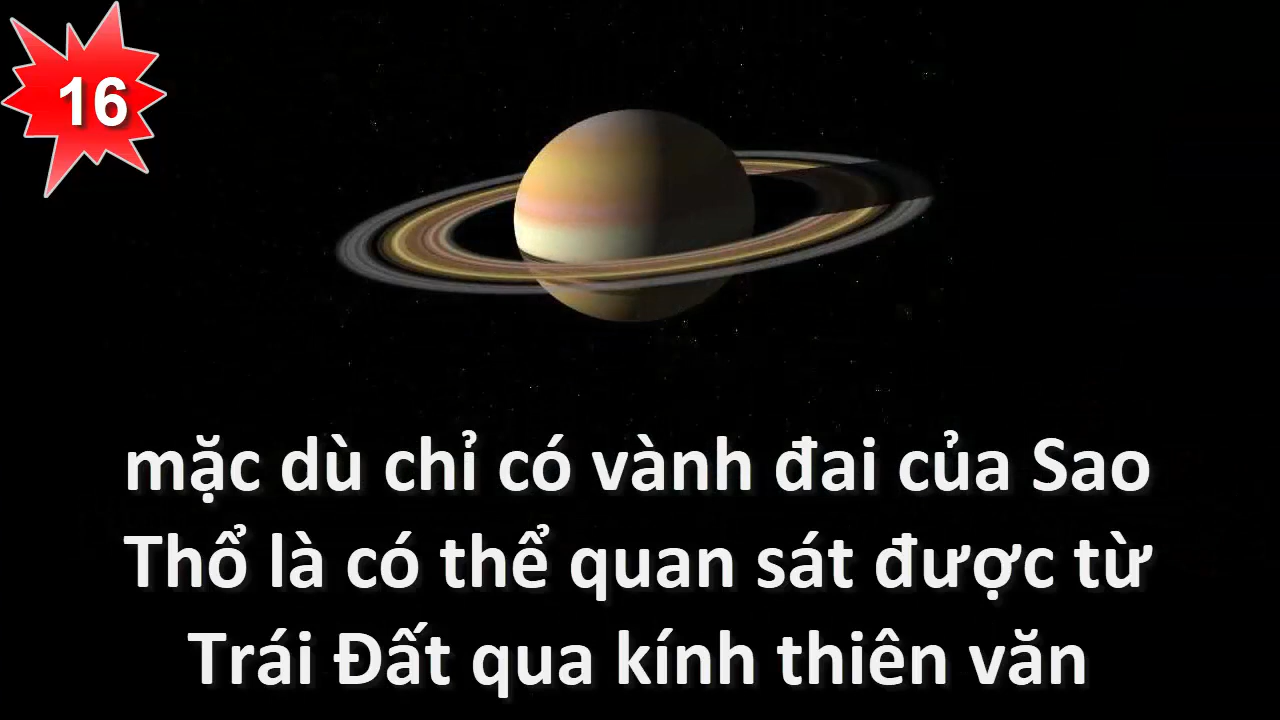 16
mặc dù chỉ có vành đai của Sao
Thổ là có thể quan sát được từ
Trái Đất qua kính thiên văn